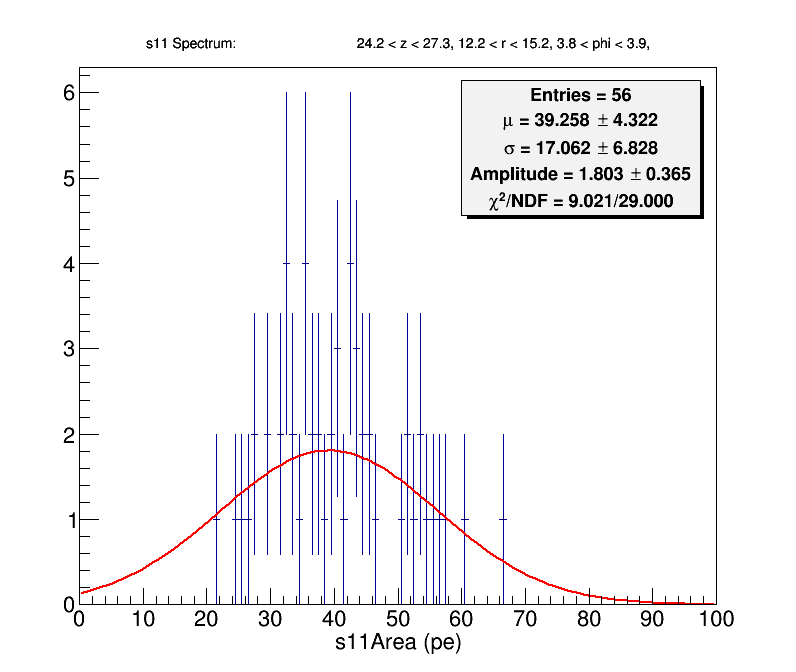 s11 Spectrum: 24.2 < z < 27.3, 12.2 < r < 15.2, 3.8 < phi < 3.9,
Entries = 56
μ = 39.258 ± 4.322
σ = 17.062 ± 6.828
Amplitude = 1.803 ± 0.365
χ²/NDF = 9.021/29.000
6
5
4
3
2
1
0
0 10 20 30 40 50 60 70 80 90 100
s11Area (pe)